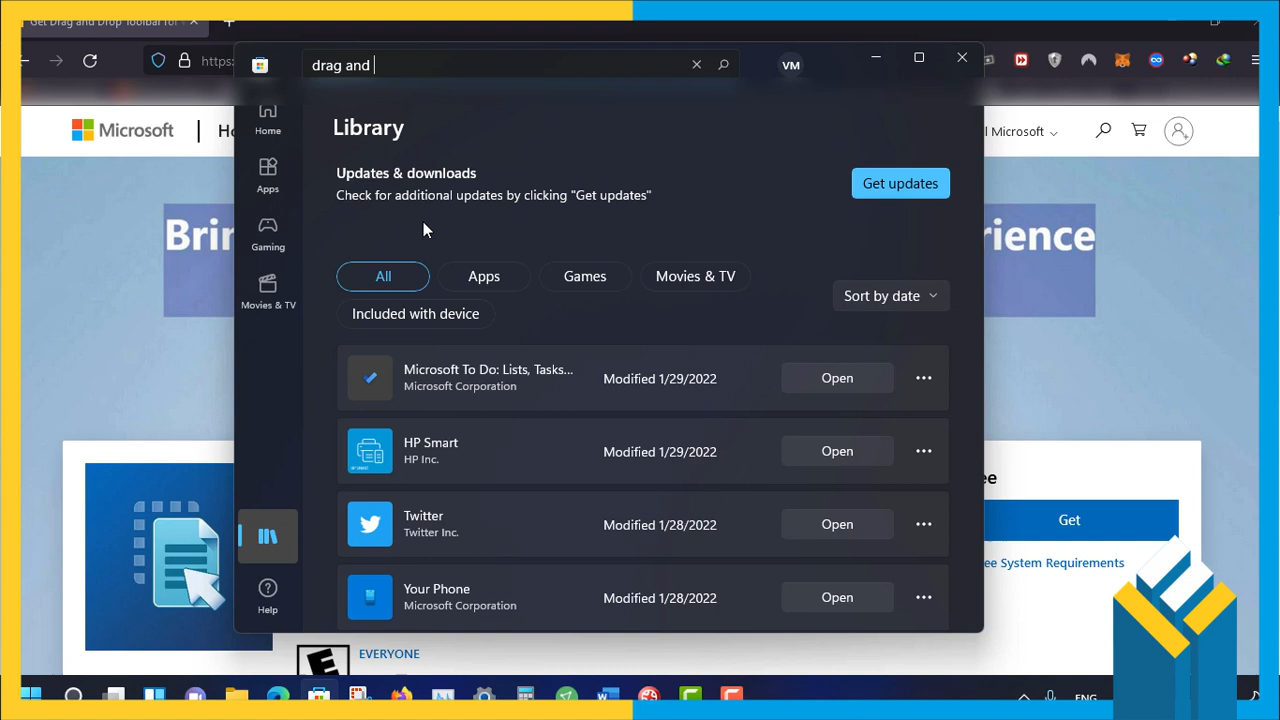 Get Drag and Drop Toolbar for
https:
drag and
VM
Microsoft
Ho
l Microsoft
Home
Apps
Gaming
Movies & TV
Help
Library
Updates & downloads
Check for additional updates by clicking "Get updates"
Get updates
All
Apps
Games
Movies & TV
Included with device
Sort by date
Microsoft To Do: Lists, Tasks...
Microsoft Corporation
Modified 1/29/2022
Open
HP Smart
HP Inc.
Modified 1/29/2022
Open
Twitter
Twitter Inc.
Modified 1/28/2022
Open
Your Phone
Microsoft Corporation
Modified 1/28/2022
Open
Brin
ience
ee
Get
ee System Requirements
EVERYONE
ENG